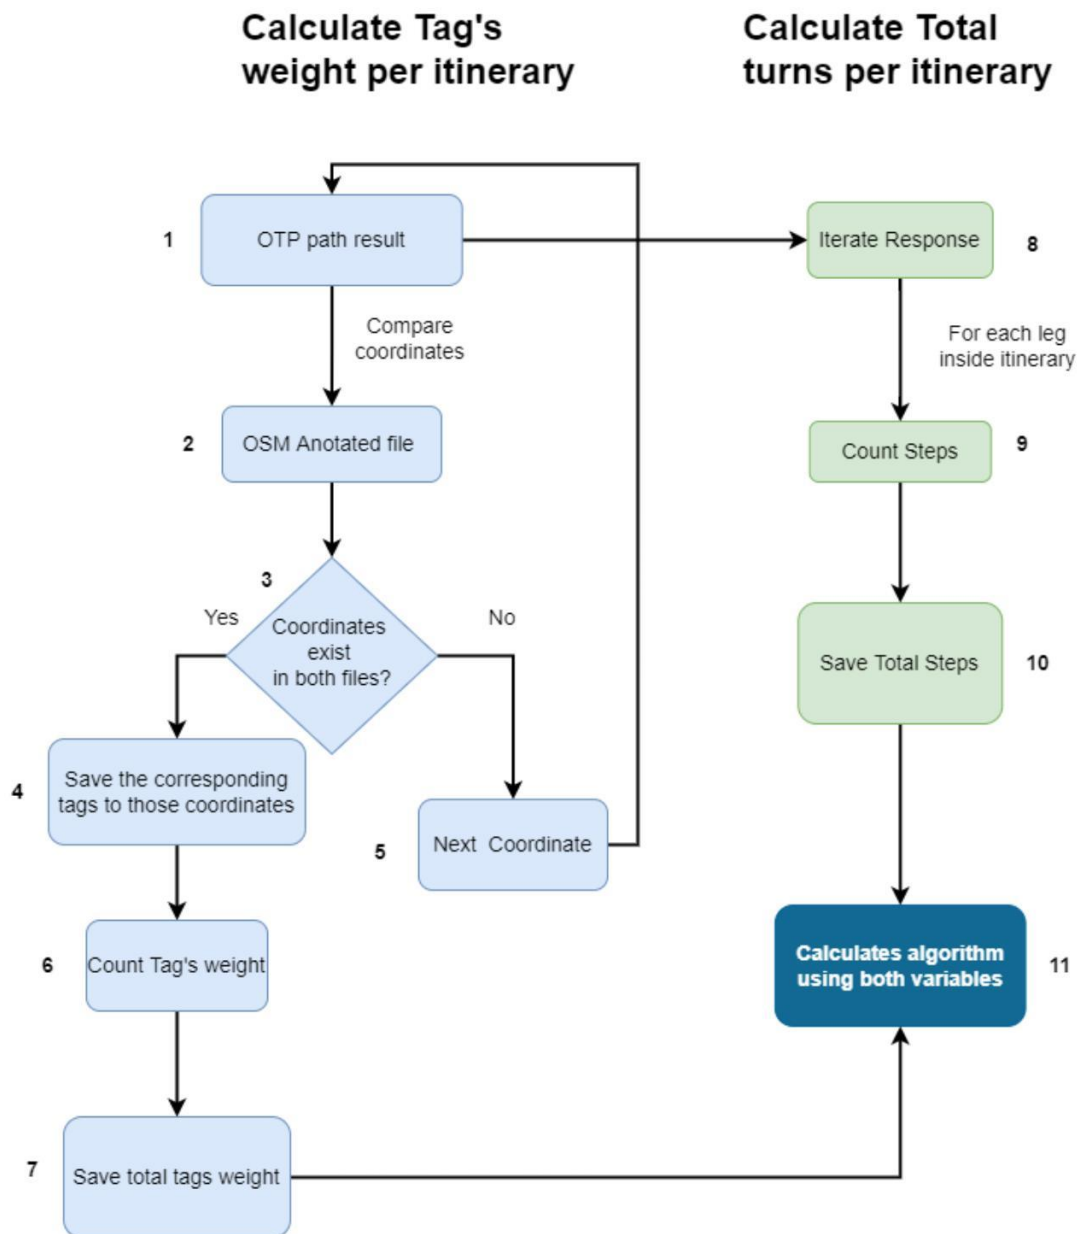 Calculate Tag's
weight per itinerary
Calculate Total
turns per itinerary
1
OTP path result
Iterate Response
8
Compare
coordinates
For each leg
inside itinerary
2
OSM Anotated file
Count Steps
9
3
Yes
No
Coordinates
exist
in both files?
Save Total Steps
10
4
Save the corresponding
tags to those coordinates
5
Next Coordinate
6
Count Tag's weight
Calculates algorithm
using both variables
11
7
Save total tags weight